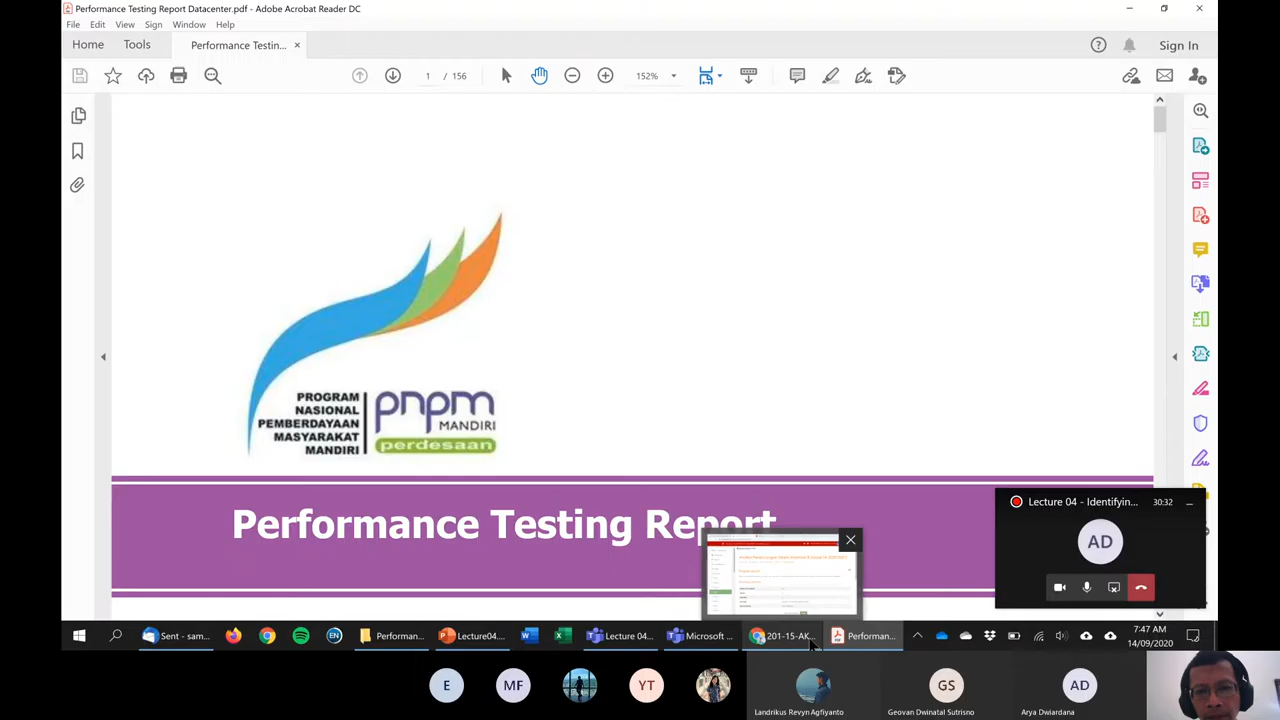 Performance Testing Report Datacenter.pdf - Adobe Acrobat Reader DC
File Edit View Sign Window Help
Home Tools Performance Testin... × Sign In
1 / 156 152%
PROGRAM
NASIONAL
PEMBERDAYAAN
MASYARAKAT
MANDIRI
pnpm
MANDIRI
perdesaan
Performance Testing Report
Lecture 04 - Identifyin... 30:32
AD
Sent - sam... EN Performan... Lecture04.... Lecture 04... Microsoft ... 201-15-AK... Performan...
7:47 AM
14/09/2020
E MF YT GS AD
Landrikus Revyn Agfiyanto Geovan Dwinatal Sutrisno Arya Dwiardana